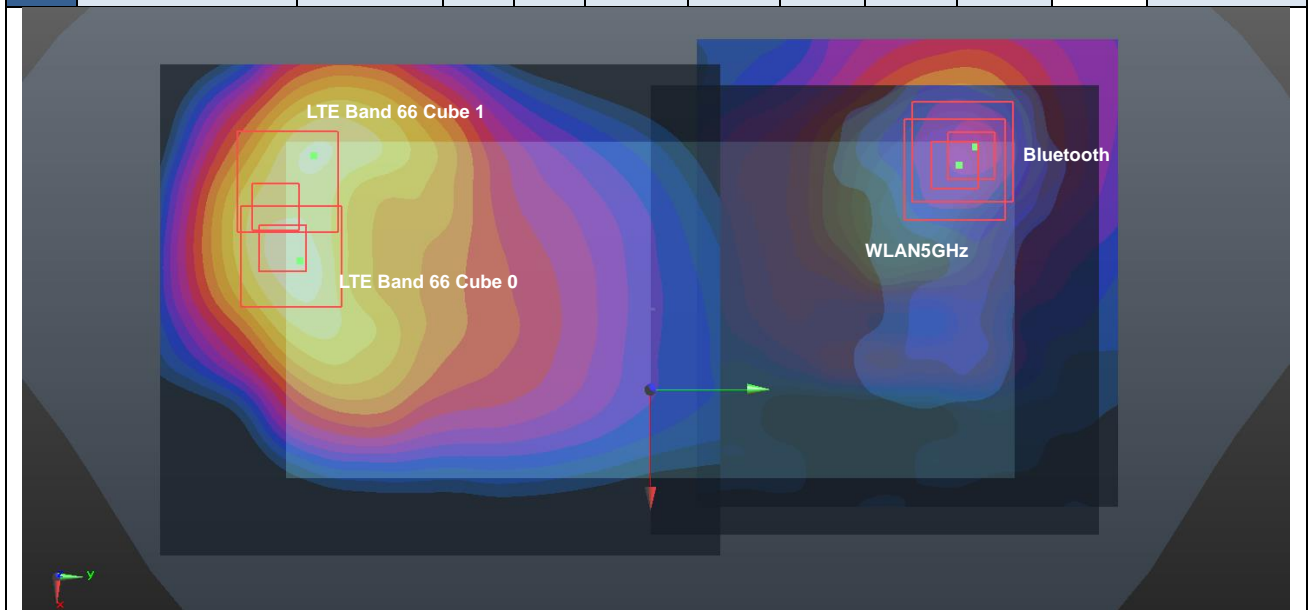 LTE Band 66 Cube 1
Bluetooth
WLAN5GHz
LTE Band 66 Cube 0
y
x